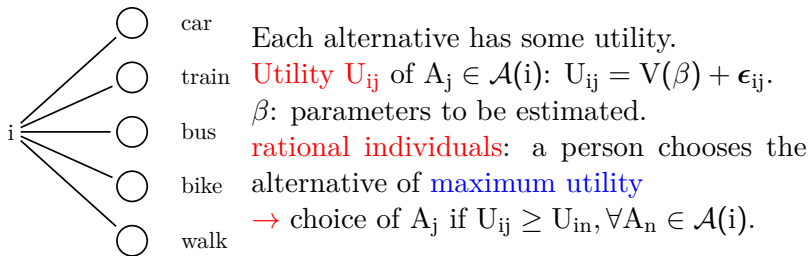 i
car
train
bus
bike
walk
Each alternative has some utility.
Utility U_ij of A_j ∈ 𝒜(i): U_ij = V(β) + ϵ_ij.
β: parameters to be estimated.
rational individuals: a person chooses the
alternative of maximum utility
→ choice of A_j if U_ij ≥ U_in, ∀A_n ∈ 𝒜(i).